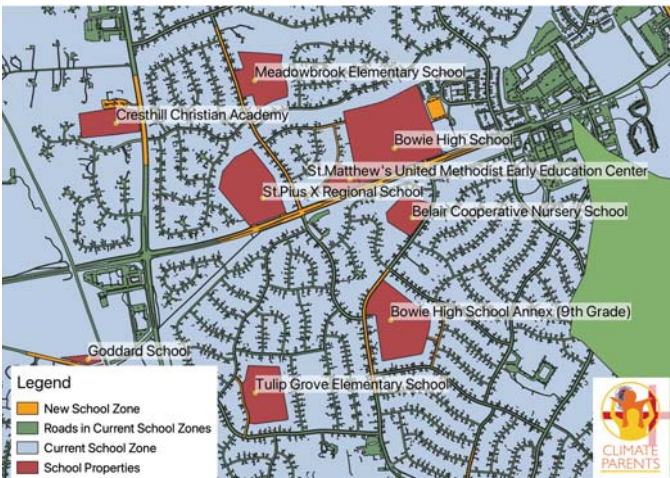 Meadowbrook Elementary School
Cresthill Christian Academy
Bowie High School
St.Matthew's United Methodist Early Education Center
St.Pius X Regional School
Belair Cooperative Nursery School
Bowie High School Annex (9th Grade)
Goddard School
Tulip Grove Elementary School
Legend
New School Zone
Roads in Current School Zones
Current School Zone
School Properties
CLIMATE
PARENTS